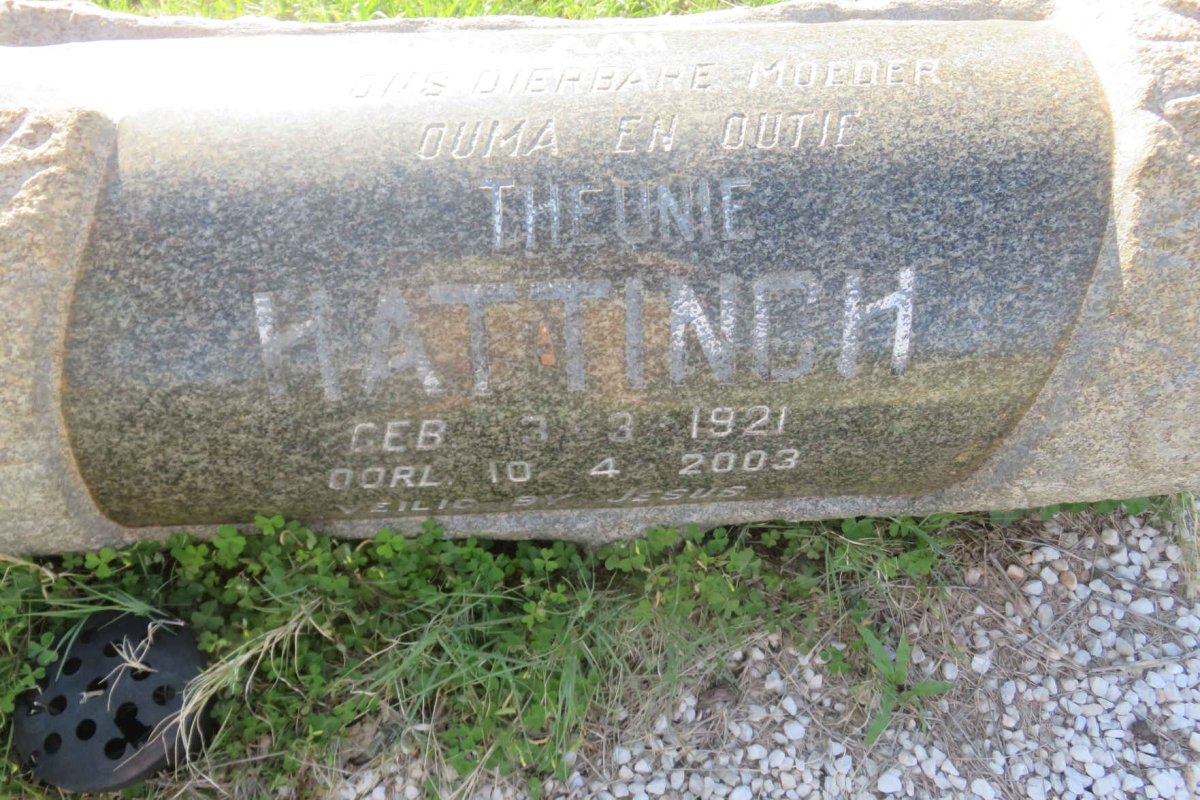 ONS DIERBARE MOEDER
OUMA EN OUTIE
THEUNIE
HATTINGH
GEB 3 3 1921
OORL. 10 4 2003
VEILIG BY JESUS